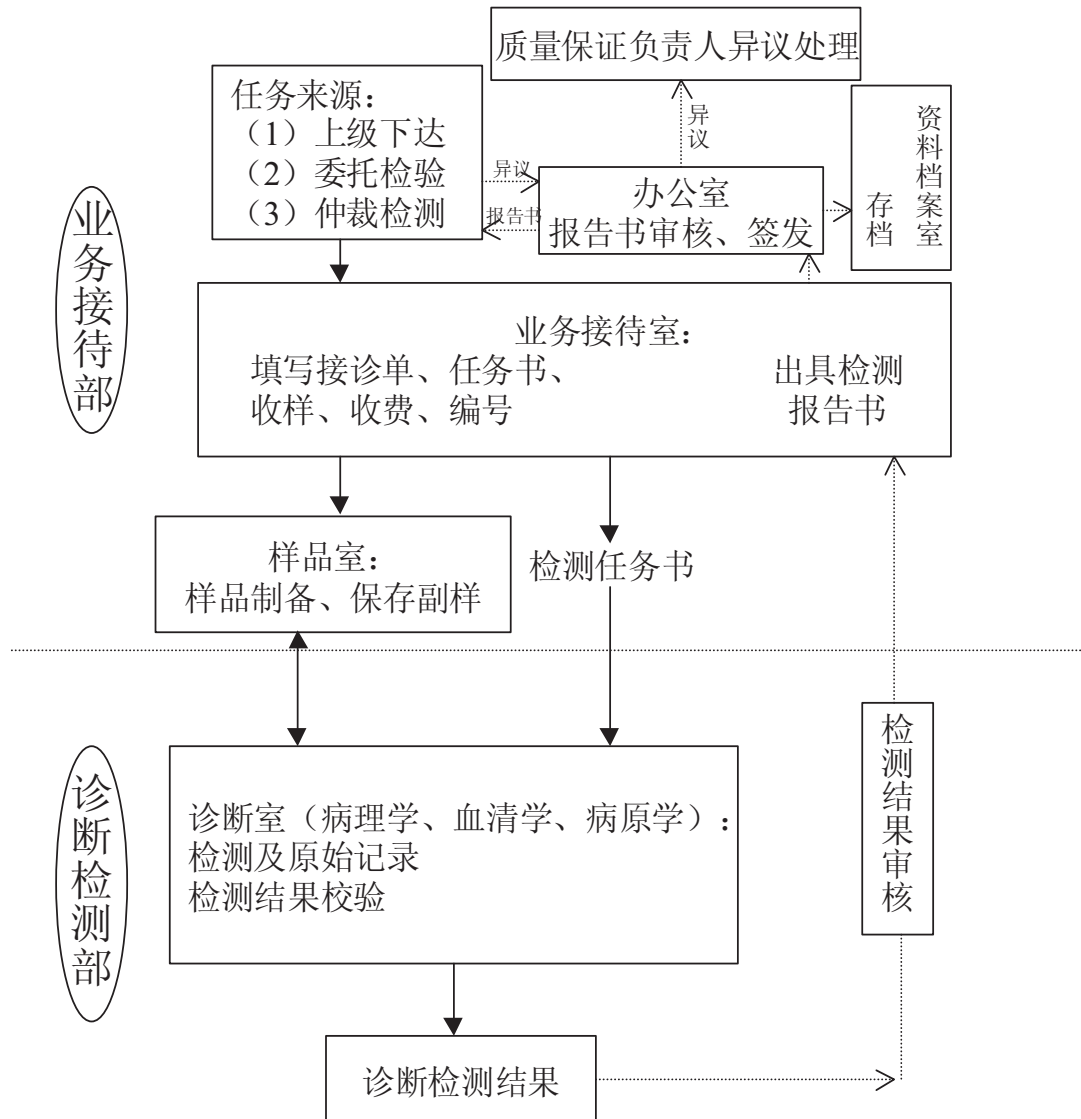 质量保证负责人异议处理
任务来源：
（1）上级下达
（2）委托检验
（3）仲裁检测
异议
异议
报告书
办公室
报告书审核、签发
资料档案室
存档
业务接待部
业务接待室：
填写接诊单、任务书、
收样、收费、编号
出具检测
报告书
样品室：
样品制备、保存副样
检测任务书
诊断检测部
诊断室（病理学、血清学、病原学）：
检测及原始记录
检测结果校验
检测结果审核
诊断检测结果